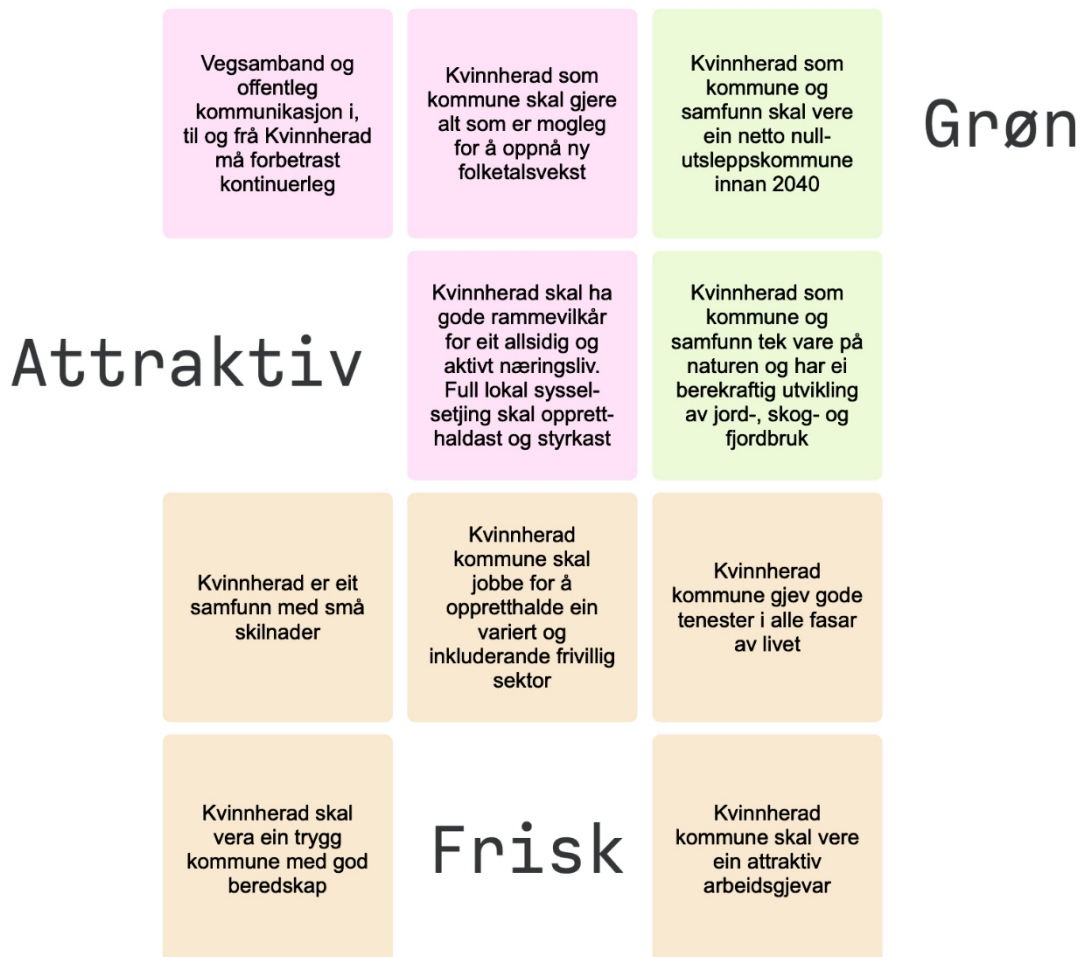 Vegsamband og
offentleg
kommunikasjon i,
til og frå Kvinnherad
må forbetrast
kontinuerleg
Kvinnherad som
kommune skal gjere
alt som er mogleg
for å oppnå ny
folketalsvekst
Kvinnherad som
kommune og
samfunn skal vere
ein netto null-
utsleppskommune
innan 2040
Grøn
Attraktiv
Kvinnherad skal ha
gode rammevilkår
for eit allsidig og
aktivt næringsliv.
Full lokal syssel-
setjing skal opprett-
haldast og styrkast
Kvinnherad som
kommune og
samfunn tek vare på
naturen og har ei
berekraftig utvikling
av jord-, skog- og
fjordbruk
Kvinnherad er eit
samfunn med små
skilnader
Kvinnherad
kommune skal
jobbe for å
oppretthalde ein
variert og
inkluderande frivillig
sektor
Kvinnherad
kommune gjev gode
tenester i alle fasar
av livet
Kvinnherad skal
vera ein trygg
kommune med god
beredskap
Frisk
Kvinnherad
kommune skal vere
ein attraktiv
arbeidsgjevar